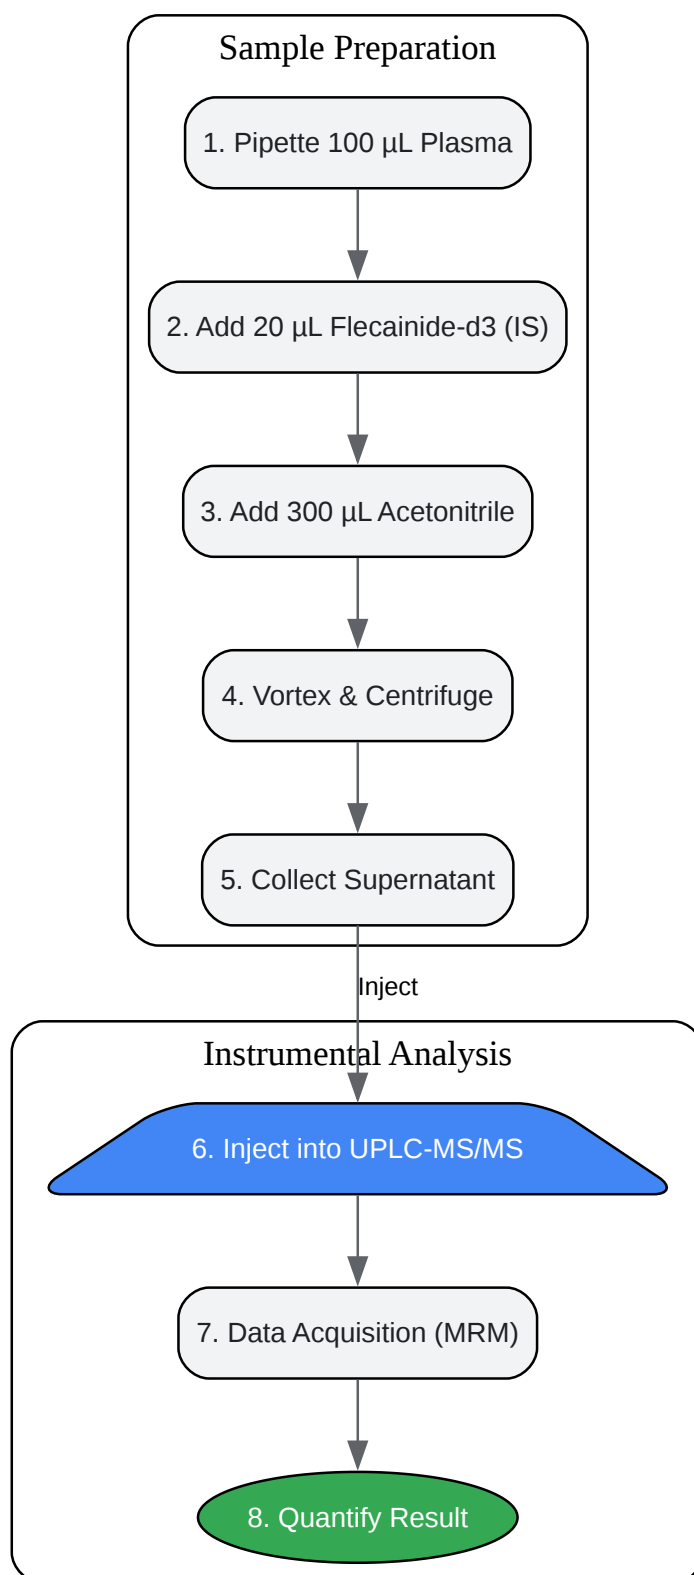 Sample Preparation
1. Pipette 100 µL Plasma
2. Add 20 µL Flecainide-d3 (IS)
3. Add 300 µL Acetonitrile
4. Vortex & Centrifuge
5. Collect Supernatant
Inject
Instrumental Analysis
6. Inject into UPLC-MS/MS
7. Data Acquisition (MRM)
8. Quantify Result